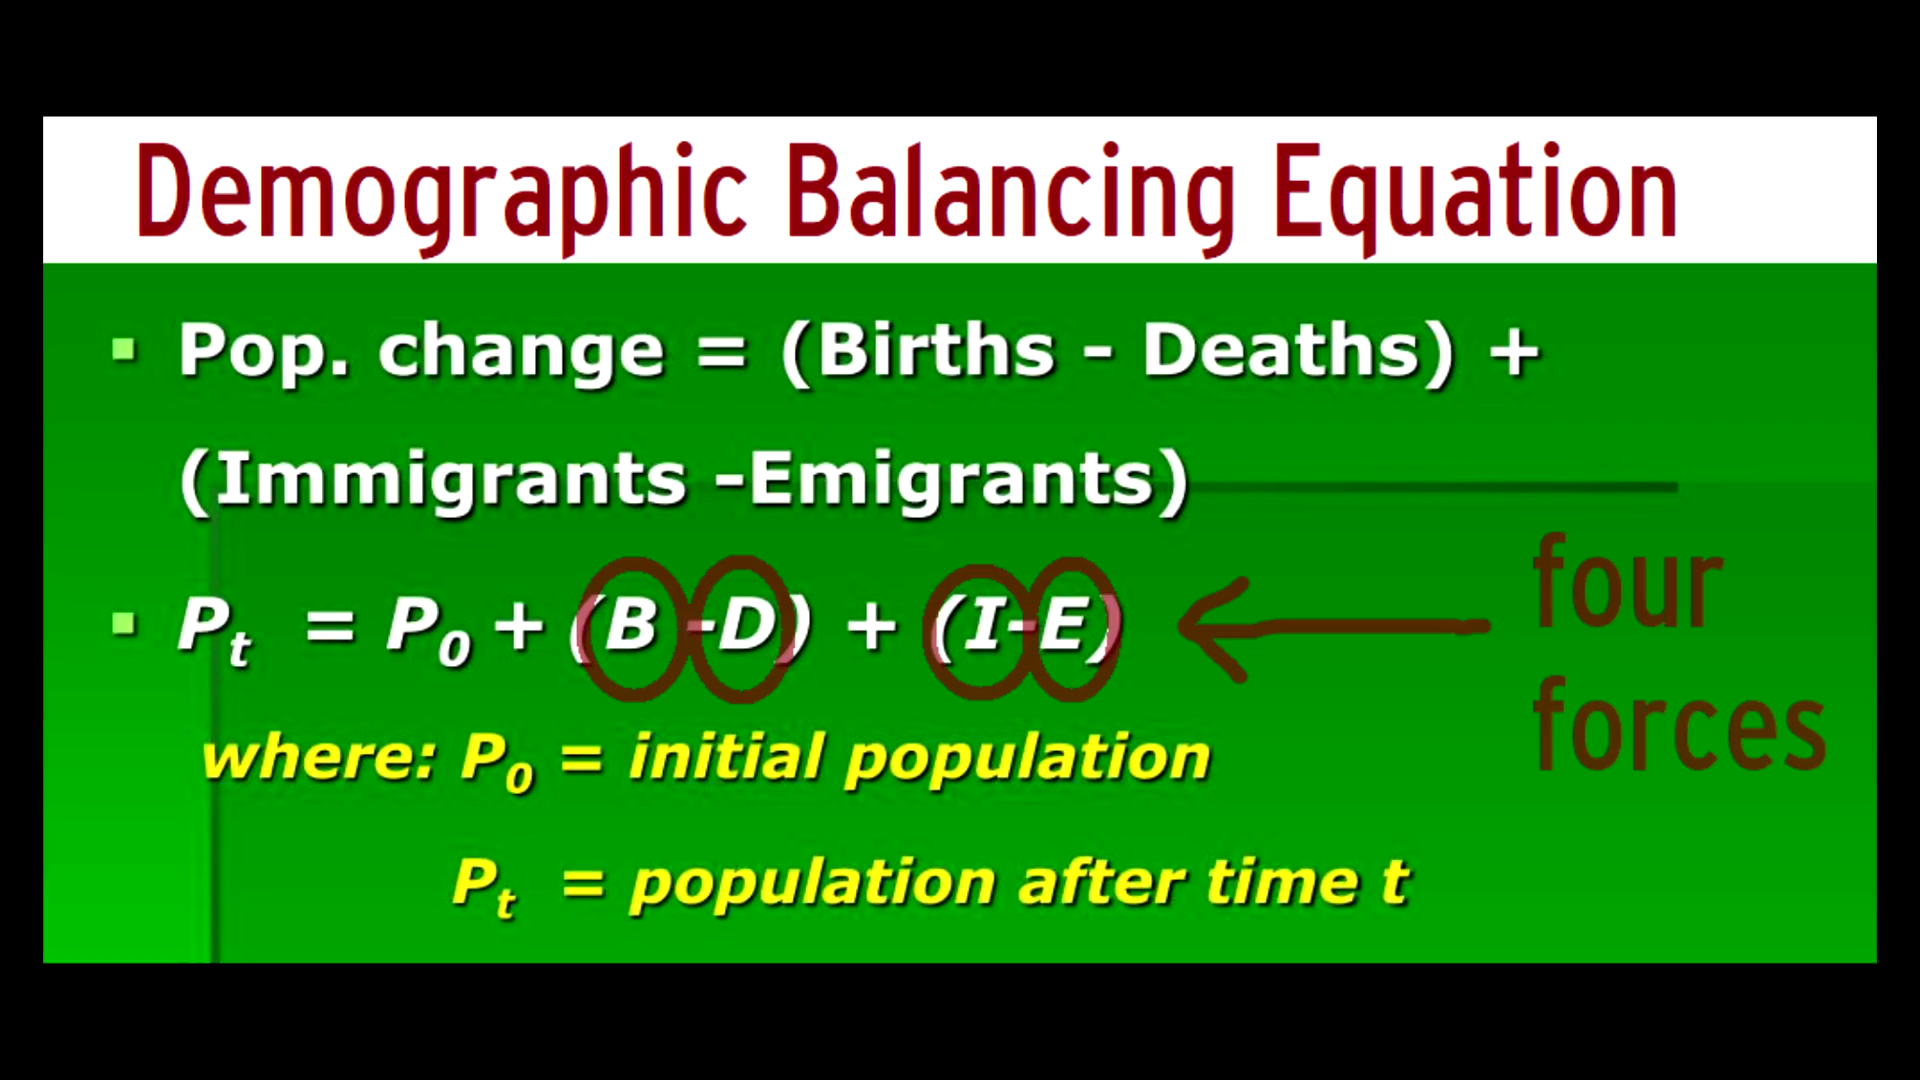 Demographic Balancing Equation
▪ Pop. change = (Births - Deaths) +
(Immigrants -Emigrants)
▪ Pt = P0 + (B -D) + (I-E)
four
forces
where: P0 = initial population
Pt = population after time t